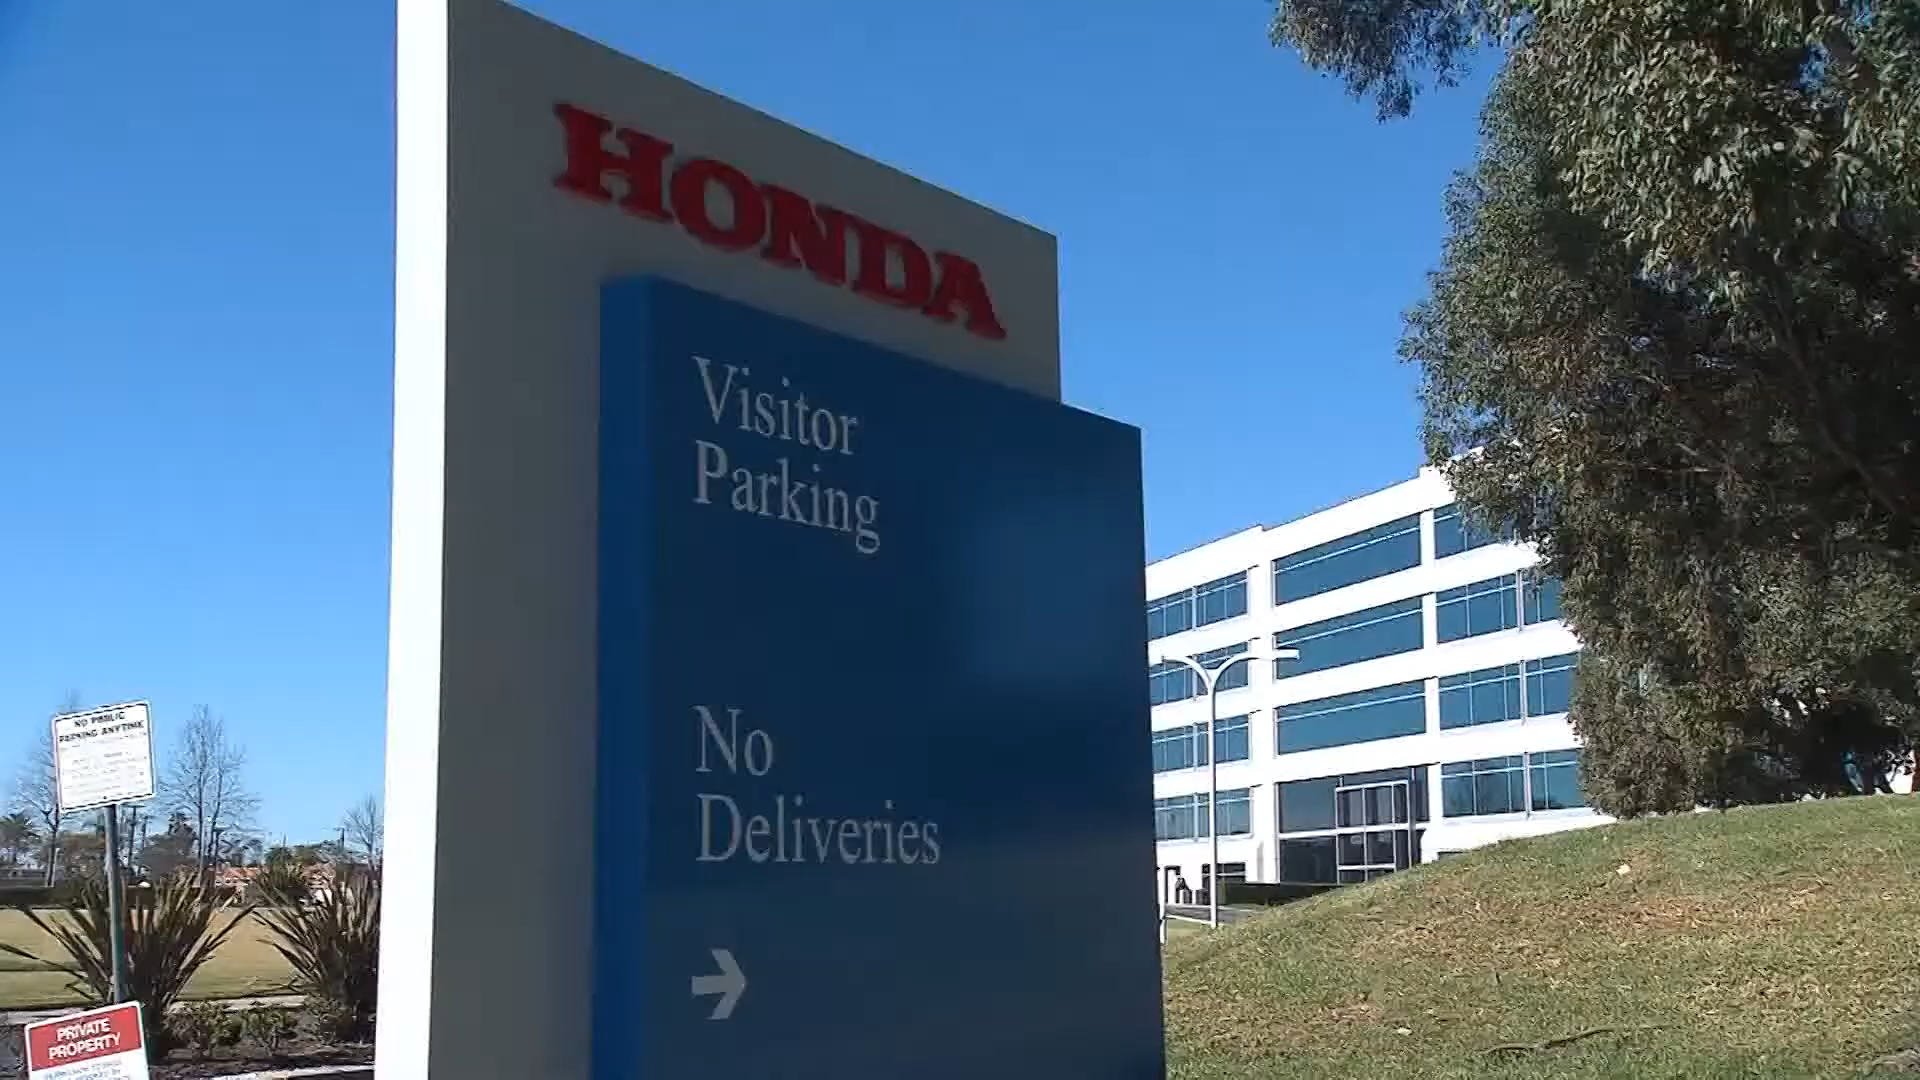 HONDA
Visitor
Parking
No
Deliveries
NO PUBLIC
PARKING ANYTIME
PRIVATE
PROPERTY